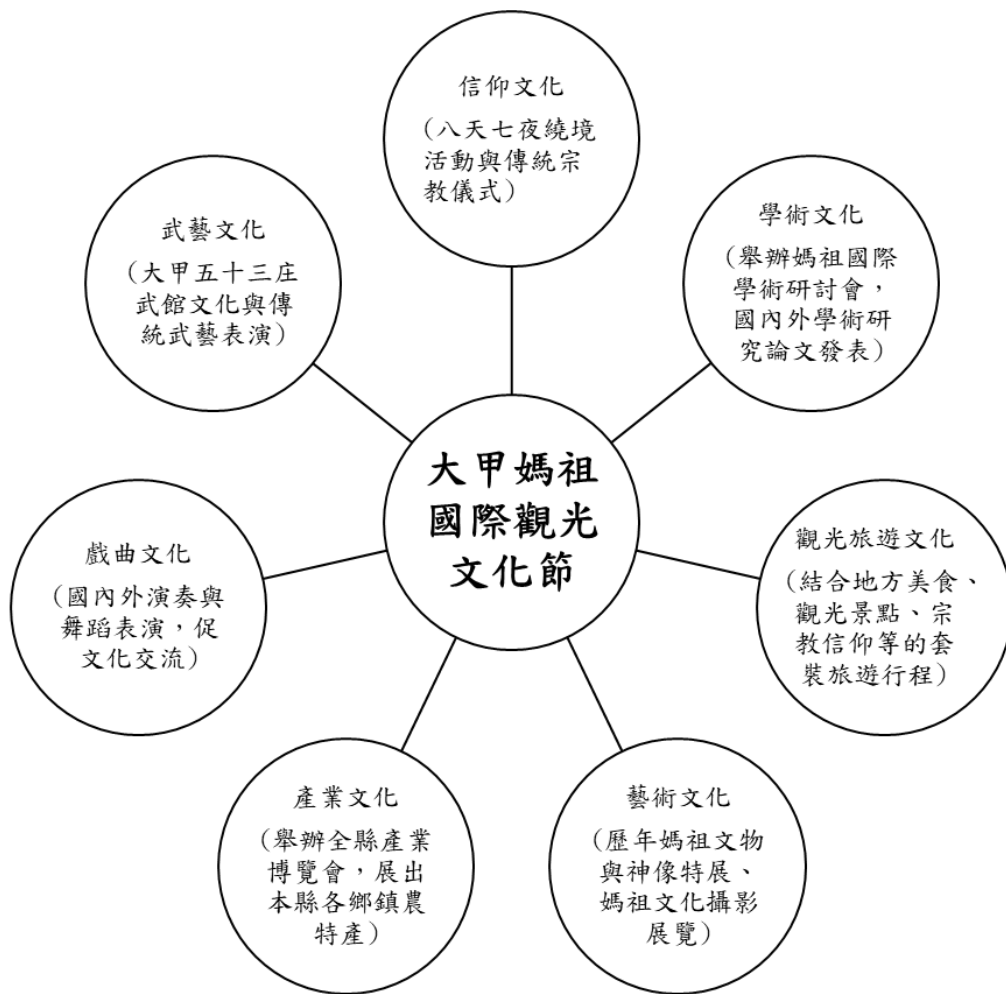 信仰文化
（八天七夜繞境
活動與傳統宗
教儀式）
學術文化
（舉辦媽祖國際
學術研討會，
國內外學術研
究論文發表）
觀光旅遊文化
（結合地方美食、
觀光景點、宗
教信仰等的套
裝旅遊行程）
藝術文化
（歷年媽祖文物
與神像特展、
媽祖文化攝影
展覽）
產業文化
（舉辦全縣產業
博覽會，展出
本縣各鄉鎮農
特產）
戲曲文化
（國內外演奏與
舞蹈表演，促
文化交流）
武藝文化
（大甲五十三庄
武館文化與傳
統武藝表演）
大甲媽祖
國際觀光
文化節